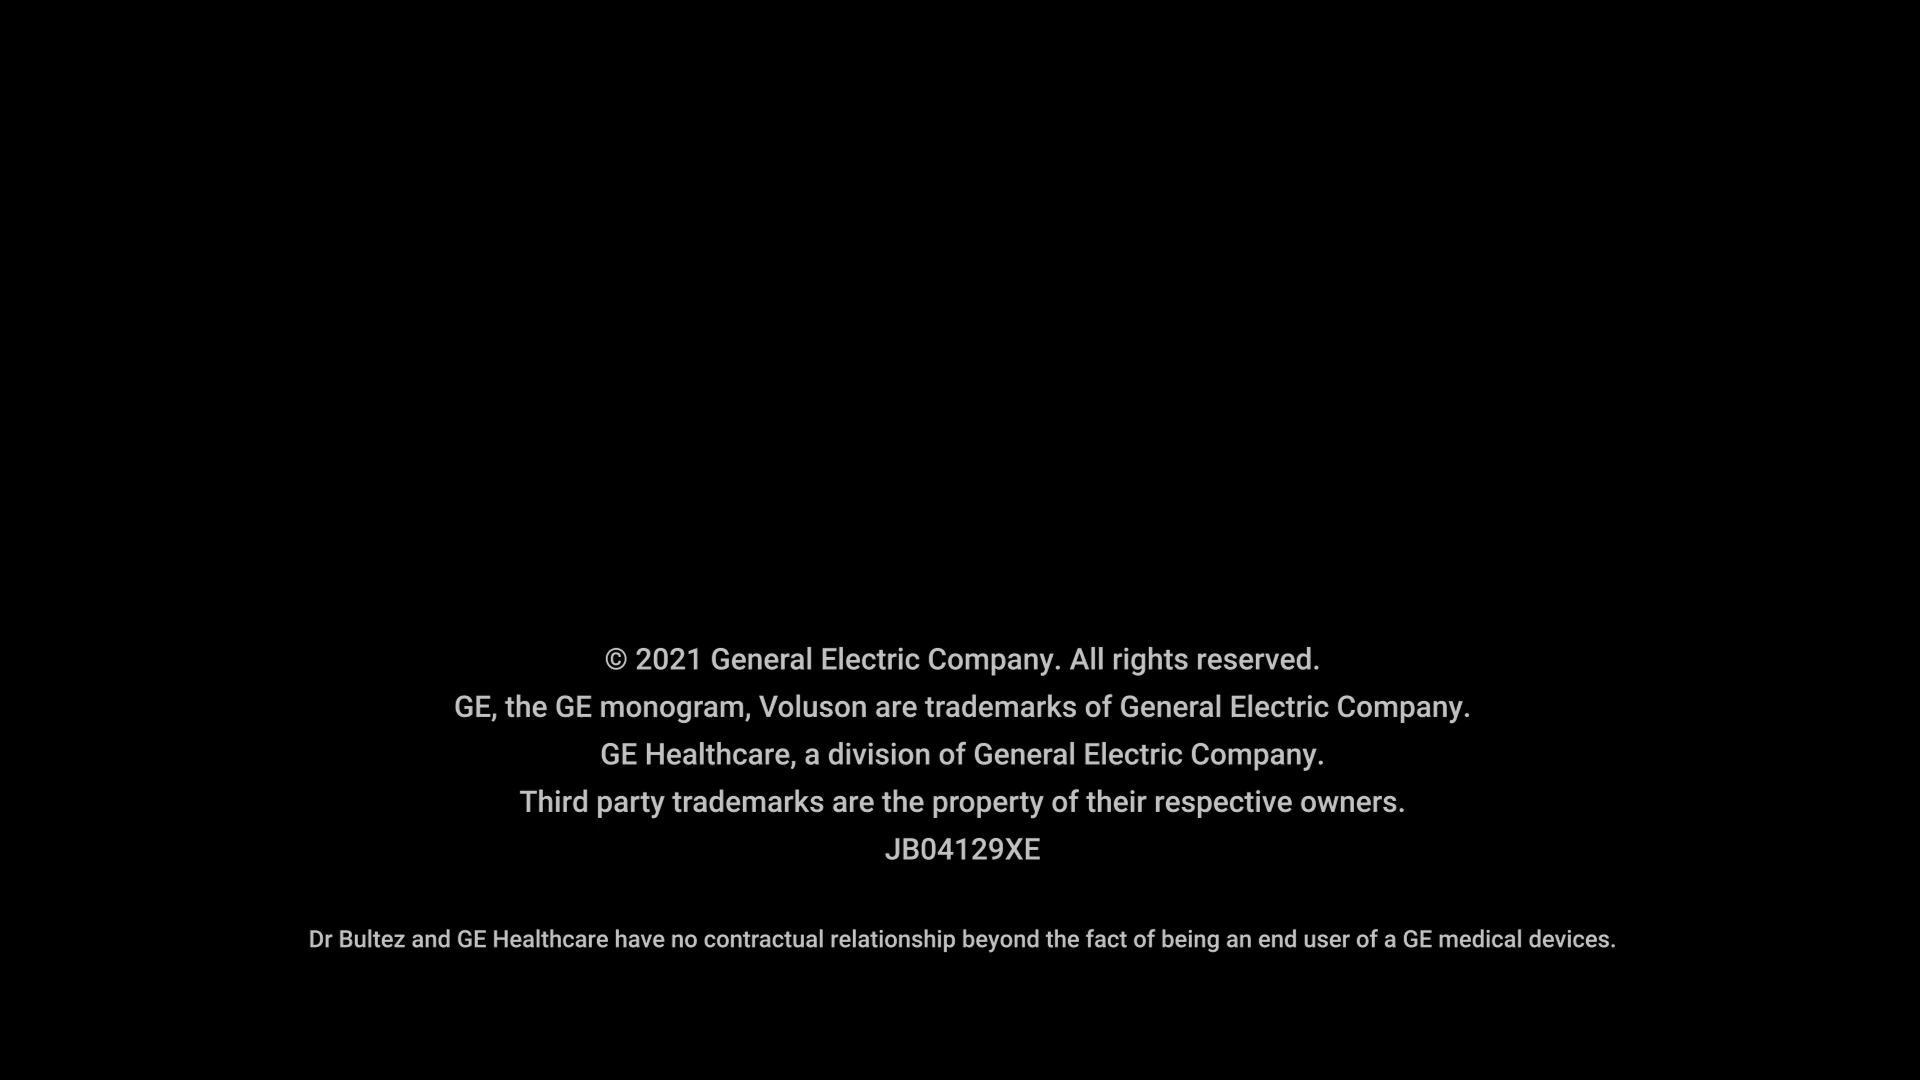 © 2021 General Electric Company. All rights reserved.
GE, the GE monogram, Voluson are trademarks of General Electric Company.
GE Healthcare, a division of General Electric Company.
Third party trademarks are the property of their respective owners.
JB04129XE
Dr Bultez and GE Healthcare have no contractual relationship beyond the fact of being an end user of a GE medical devices.